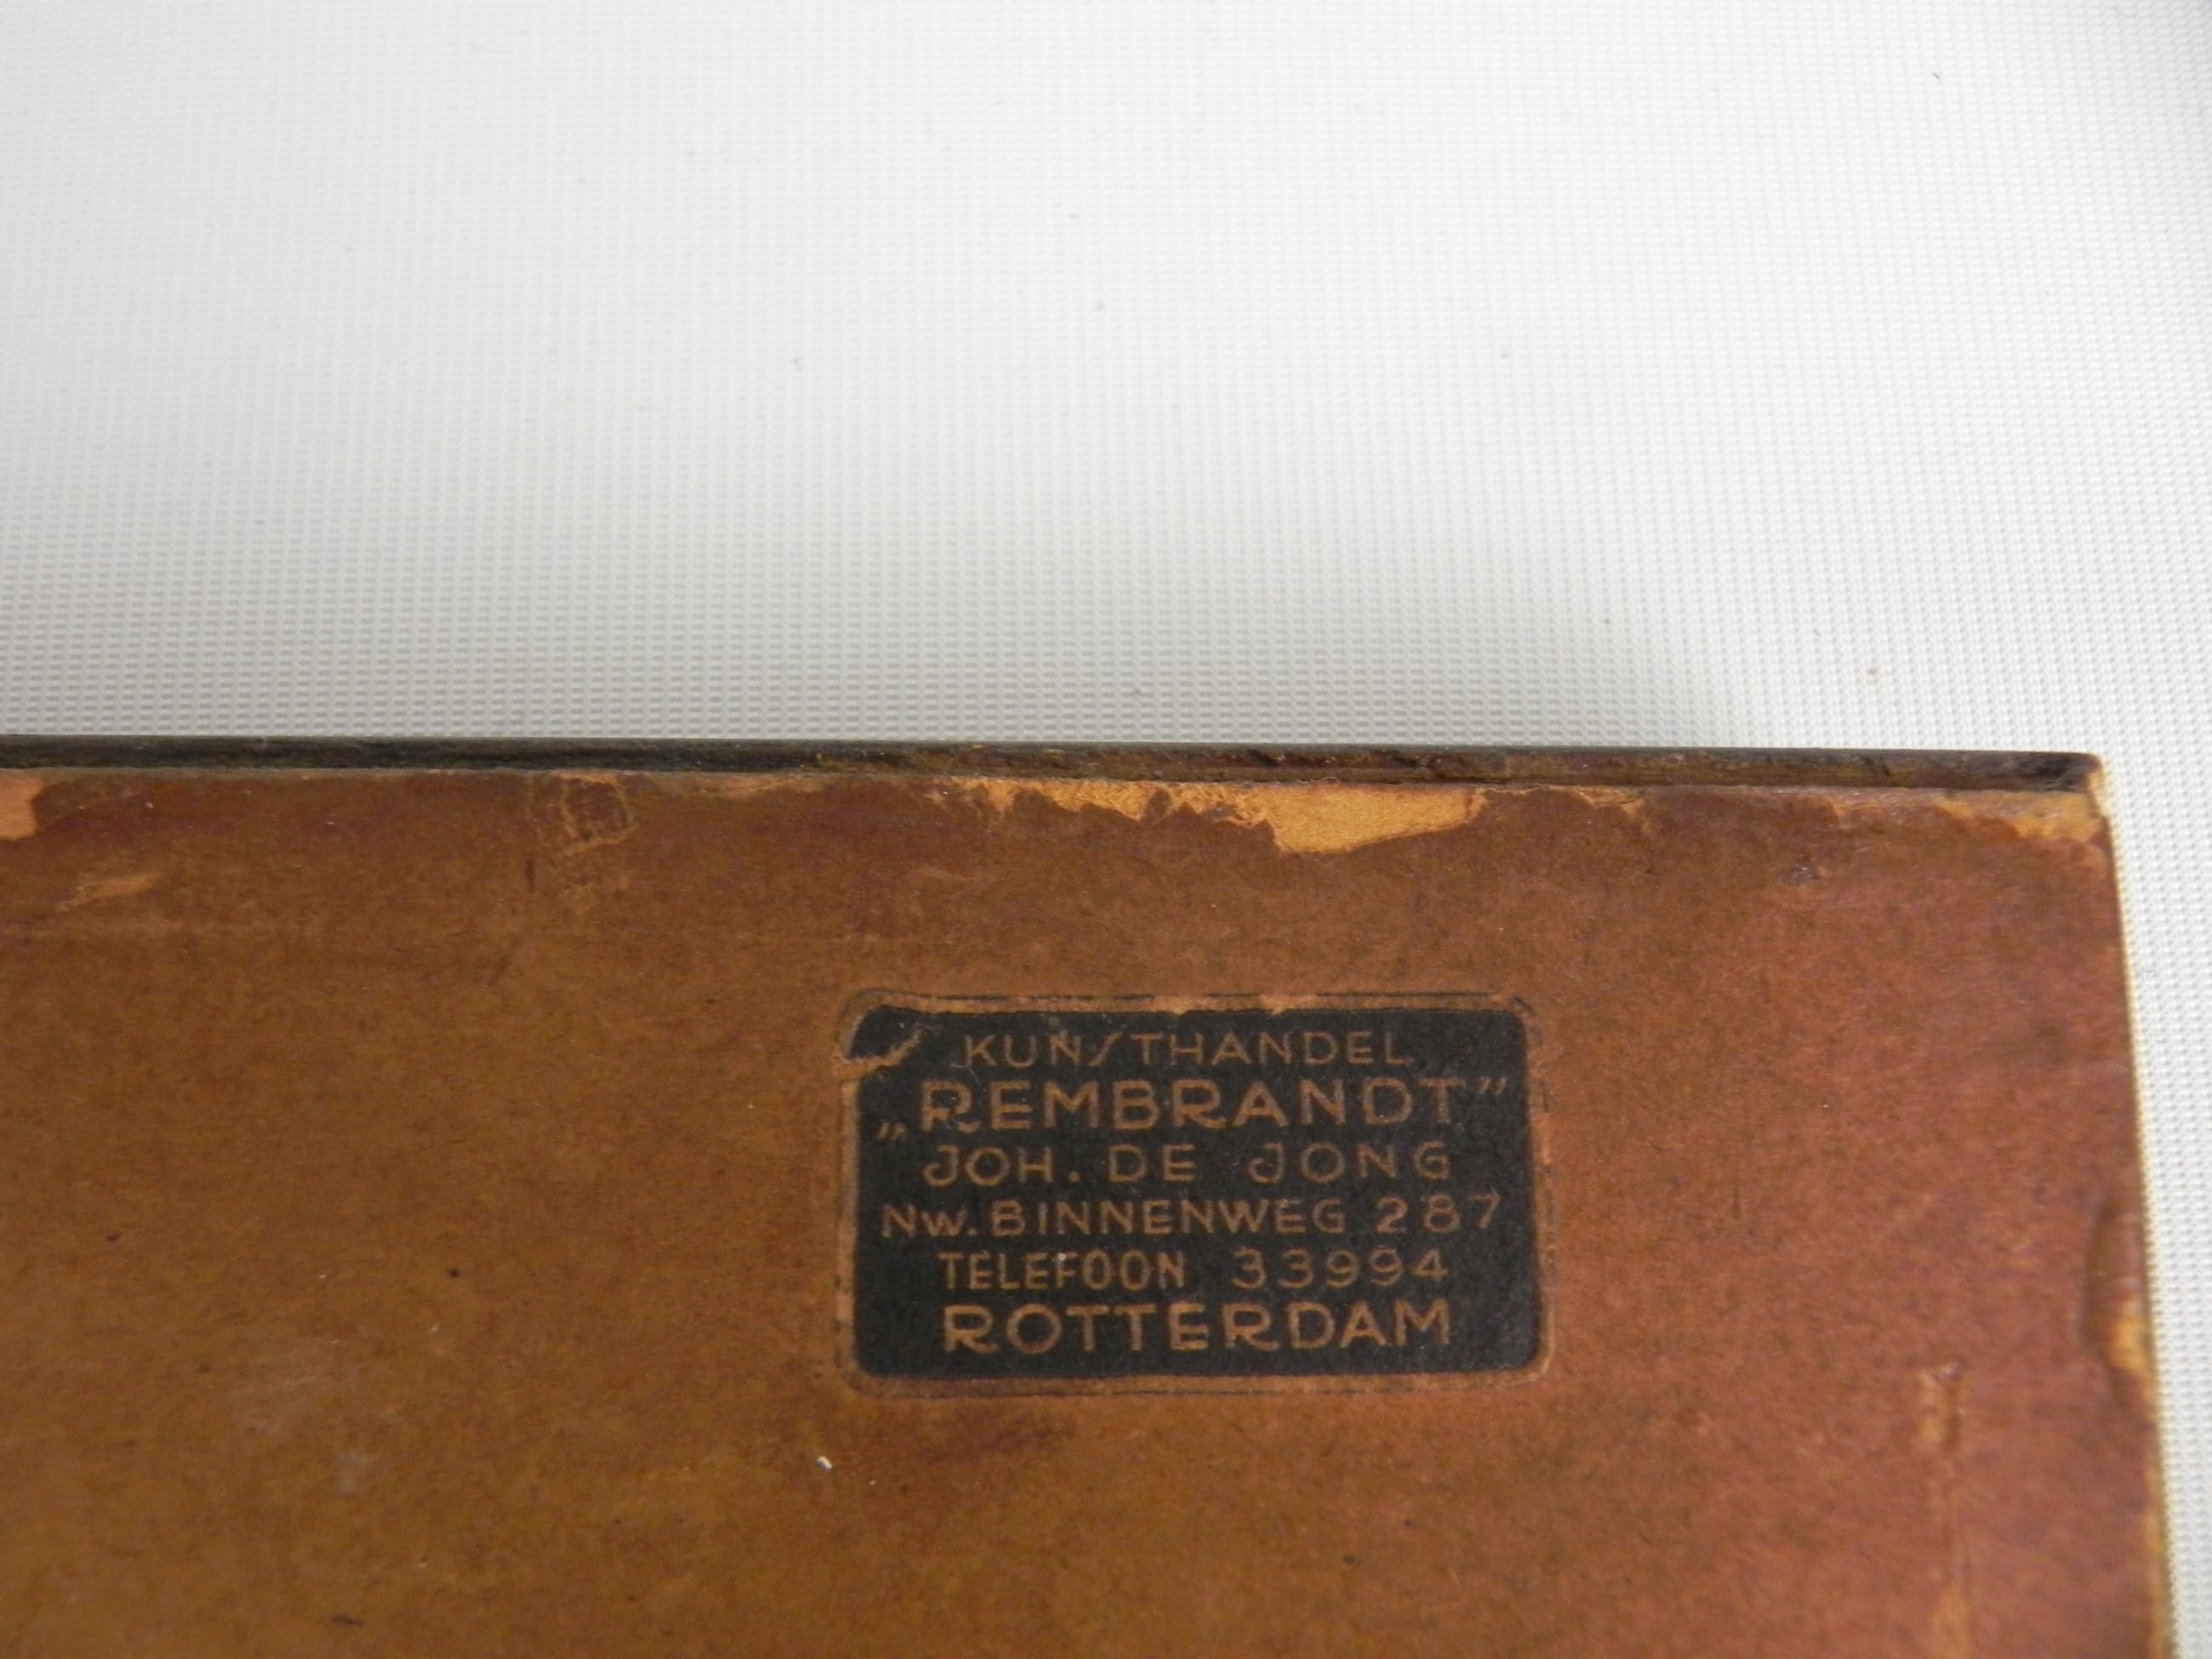 KUNSTHANDEL
„REMBRANDT”
JOH. DE JONG
NW. BINNENWEG 287
TELEFOON 33994
ROTTERDAM